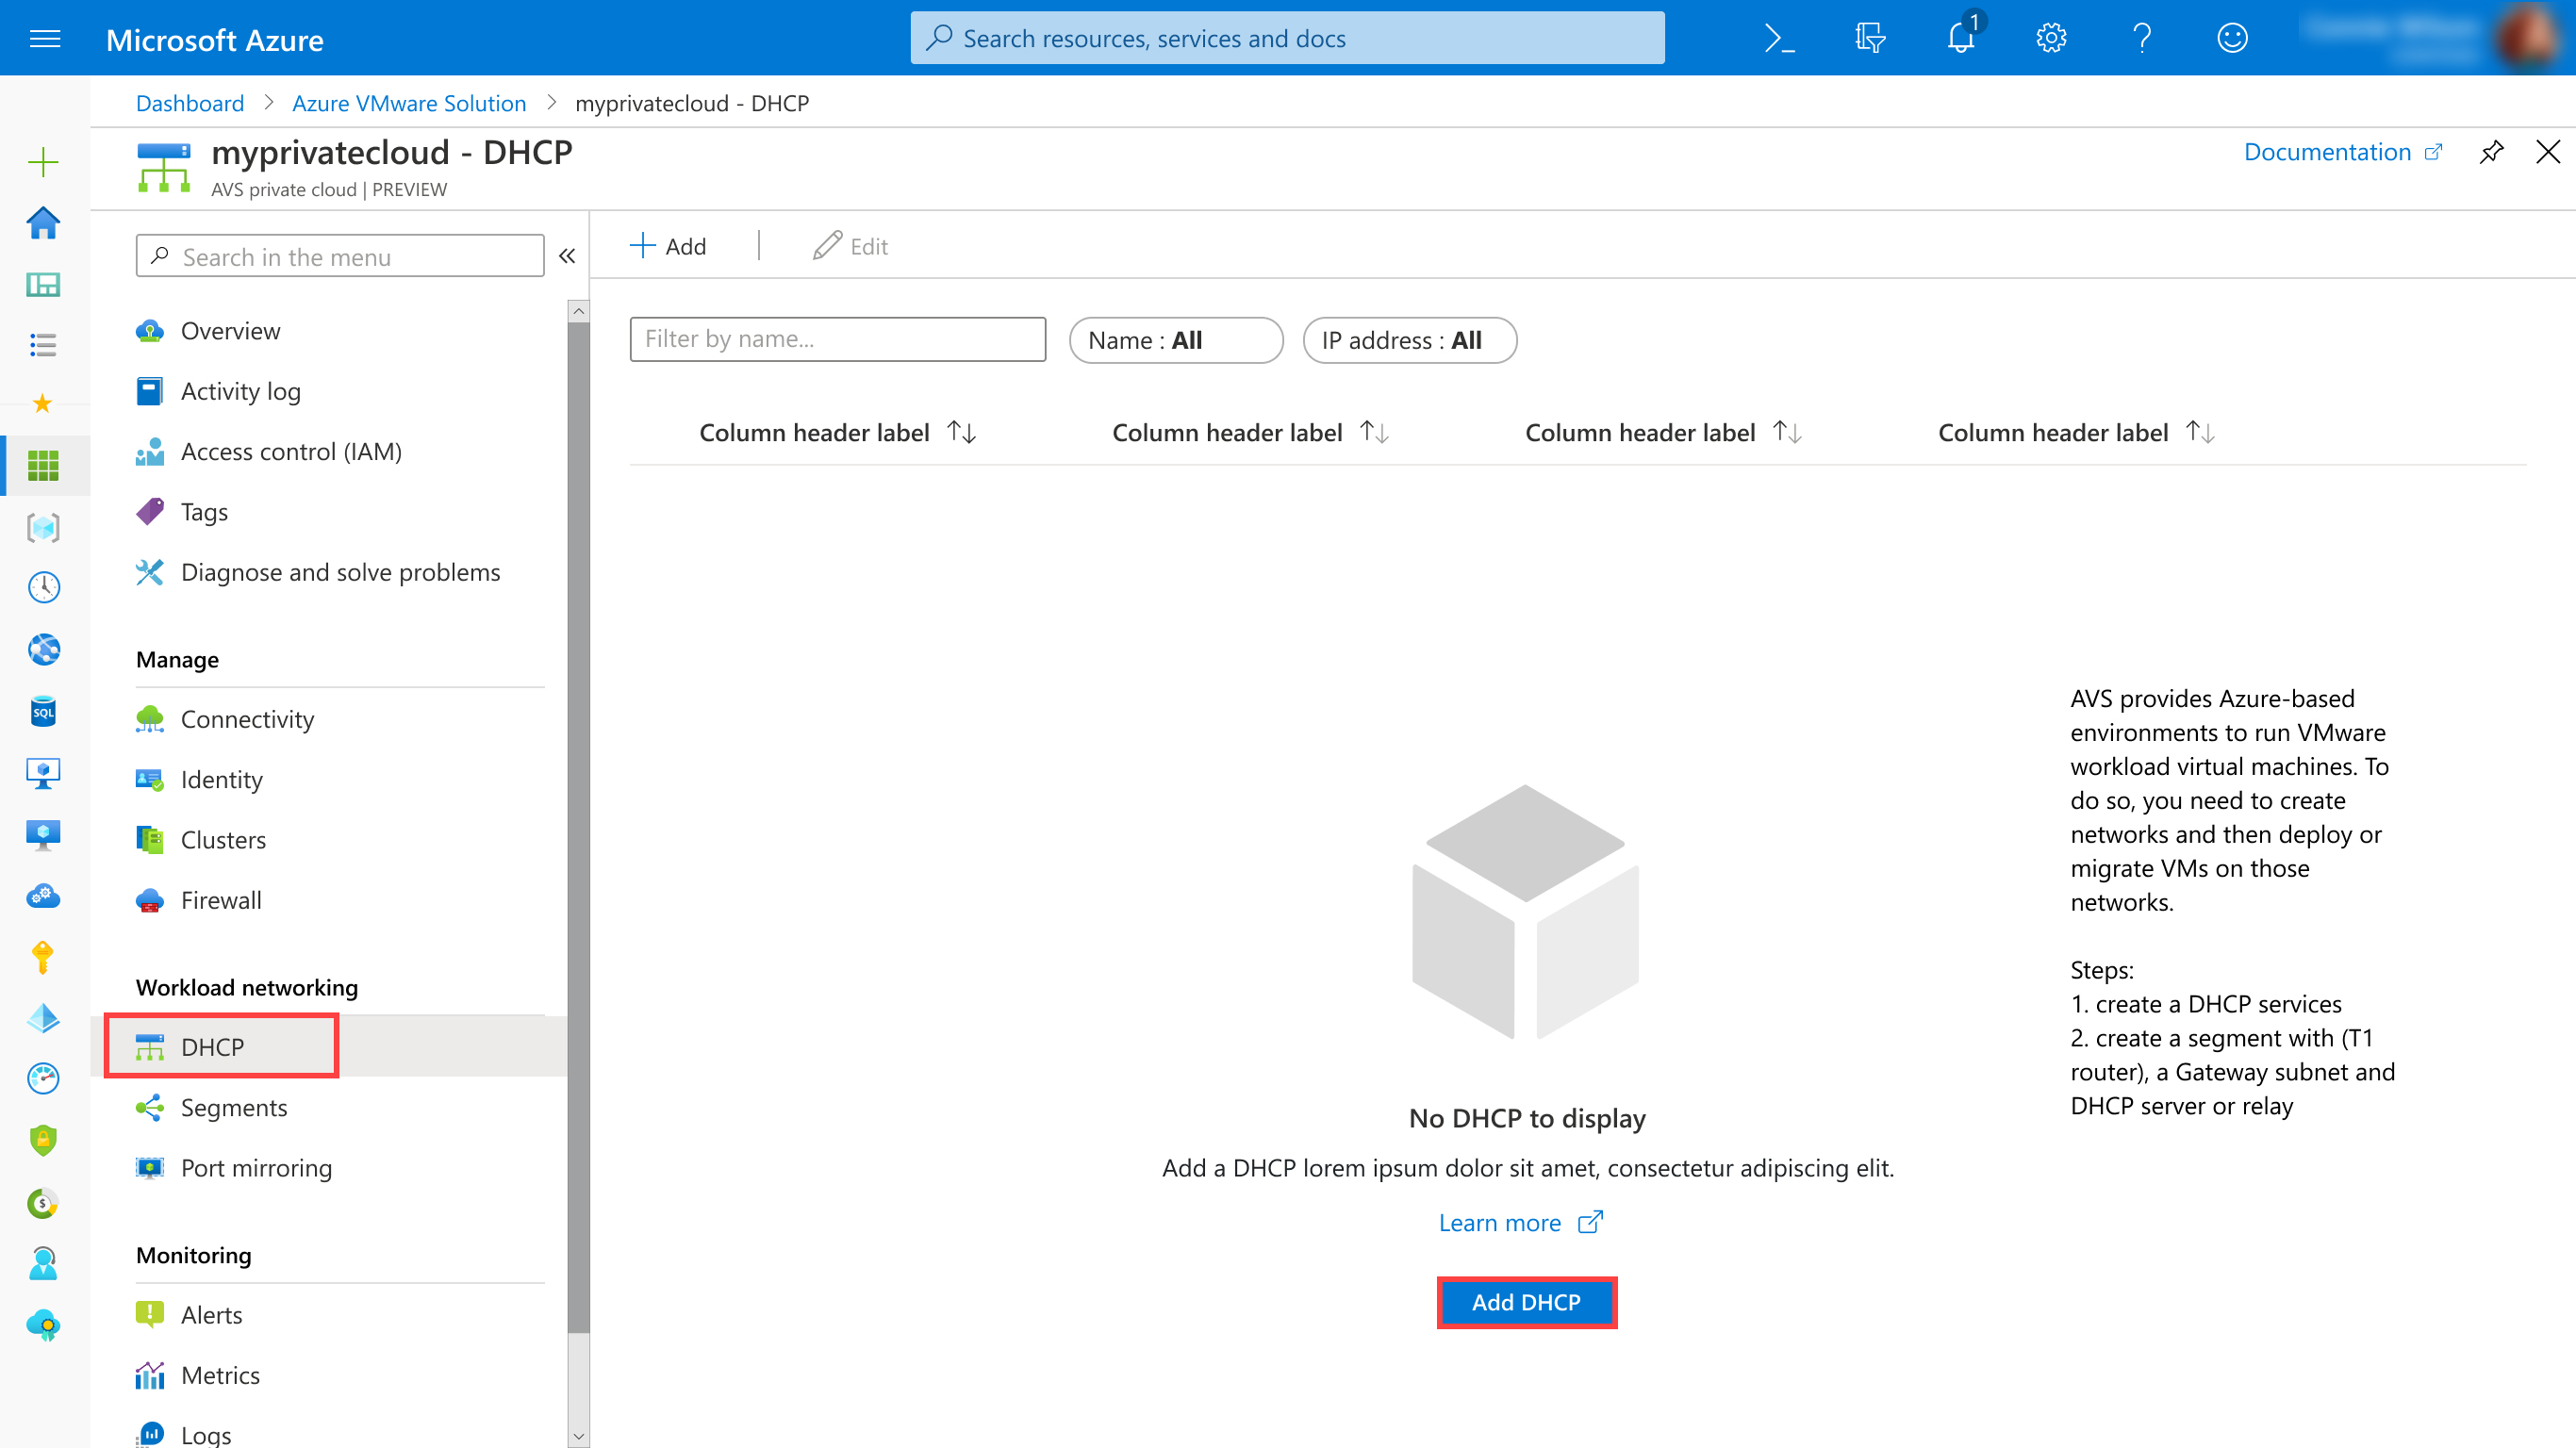 Microsoft Azure
Search resources, services and docs
1
Dashboard > Azure VMware Solution > myprivatecloud - DHCP
myprivatecloud - DHCP
AVS private cloud | PREVIEW
Documentation
Search in the menu
«
Add
Edit
Overview
Activity log
Access control (IAM)
Tags
Diagnose and solve problems
Manage
Connectivity
Identity
Clusters
Firewall
Workload networking
DHCP
Segments
Port mirroring
Monitoring
Alerts
Metrics
Logs
SQL
Filter by name...
Name : All
IP address : All
Column header label
Column header label
Column header label
Column header label
No DHCP to display
Add a DHCP lorem ipsum dolor sit amet, consectetur adipiscing elit.
Learn more
Add DHCP
AVS provides Azure-based
environments to run VMware
workload virtual machines. To
do so, you need to create
networks and then deploy or
migrate VMs on those
networks.
Steps:
1. create a DHCP services
2. create a segment with (T1
router), a Gateway subnet and
DHCP server or relay